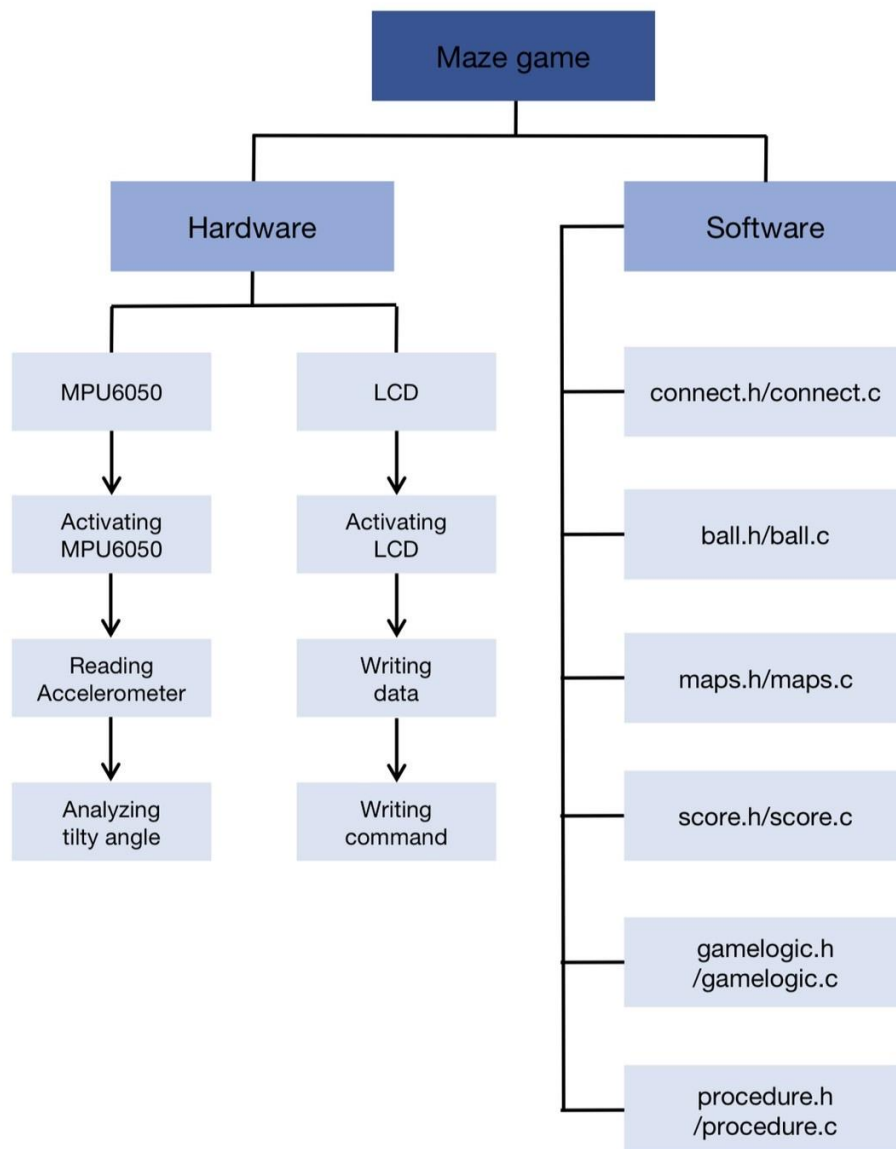 Maze game
Hardware
Software
MPU6050
LCD
connect.h/connect.c
Activating
MPU6050
Activating
LCD
ball.h/ball.c
Reading
Accelerometer
Writing
data
maps.h/maps.c
Analyzing
tilty angle
Writing
command
score.h/score.c
gamelogic.h
/gamelogic.c
procedure.h
/procedure.c